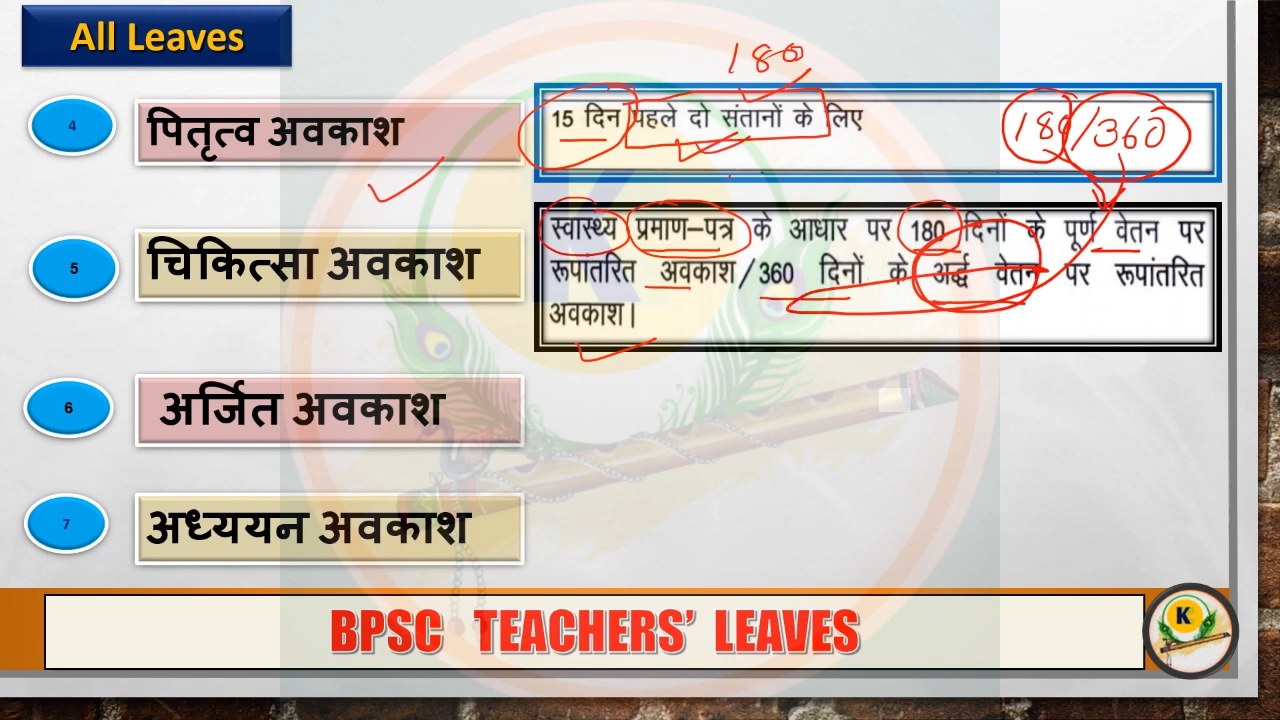 All Leaves
180
4
पितृत्व अवकाश
15 दिन पहले दो संतानों के लिए
180/360
5
चिकित्सा अवकाश
स्वास्थ्य प्रमाण-पत्र के आधार पर 180 दिनों के पूर्ण वेतन पर
रूपांतरित अवकाश/360 दिनों के अर्द्ध वेतन पर रूपांतरित
अवकाश।
6
अर्जित अवकाश
7
अध्ययन अवकाश
BPSC TEACHERS’ LEAVES
K